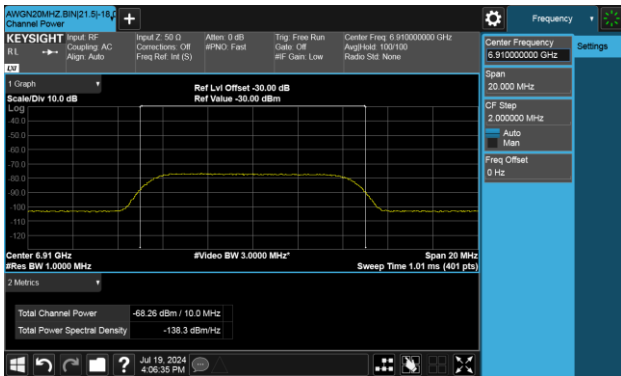 AWGN20MHZ.BIN|21.5|-18.
Channel Power
KEYSIGHT
RL
LXI
Input: RF
Coupling: AC
Align: Auto
Input Z: 50 Ω
Corrections: Off
Freq Ref: Int (S)
Atten: 0 dB
#PNO: Fast
Trig: Free Run
Gate: Off
#IF Gain: Low
Center Freq: 6.910000000 GHz
Avg|Hold: 100/100
Radio Std: None
1 Graph
Scale/Div 10.0 dB
Ref Lvl Offset -30.00 dB
Ref Value -30.00 dBm
Log
-40.0
-50.0
-60.0
-70.0
-80.0
-90.0
-100
-110
-120
Center 6.91 GHz
#Video BW 3.0000 MHz*
Span 20 MHz
#Res BW 1.0000 MHz
Sweep Time 1.01 ms (401 pts)
2 Metrics
Total Channel Power -68.26 dBm / 10.0 MHz
Total Power Spectral Density -138.3 dBm/Hz
? Jul 19, 2024
4:06:35 PM
Frequency
Center Frequency
6.910000000 GHz
Settings
Span
20.000 MHz
CF Step
2.000000 MHz
Auto
Man
Freq Offset
0 Hz